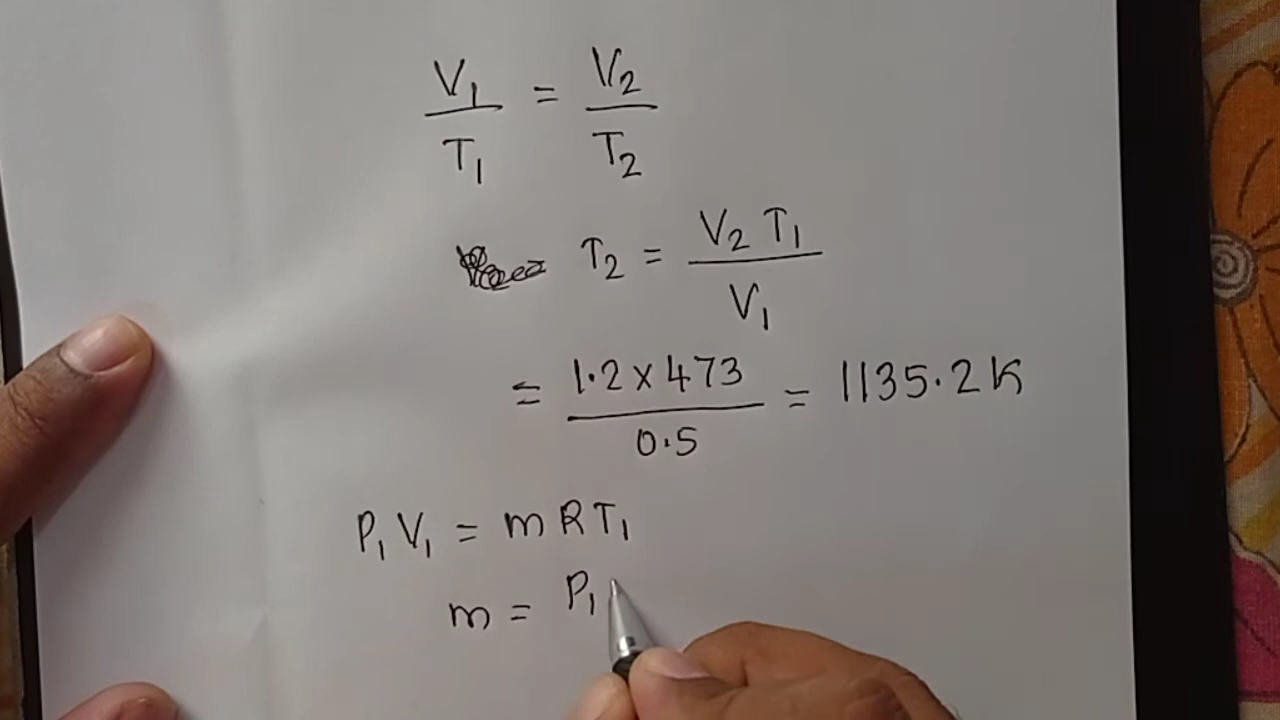 V₁/T₁ = V₂/T₂
T₂ = V₂ T₁/V₁
= 1.2 x 473/0.5 = 1135.2 K
P₁ V₁ = m R T₁
m = P₁